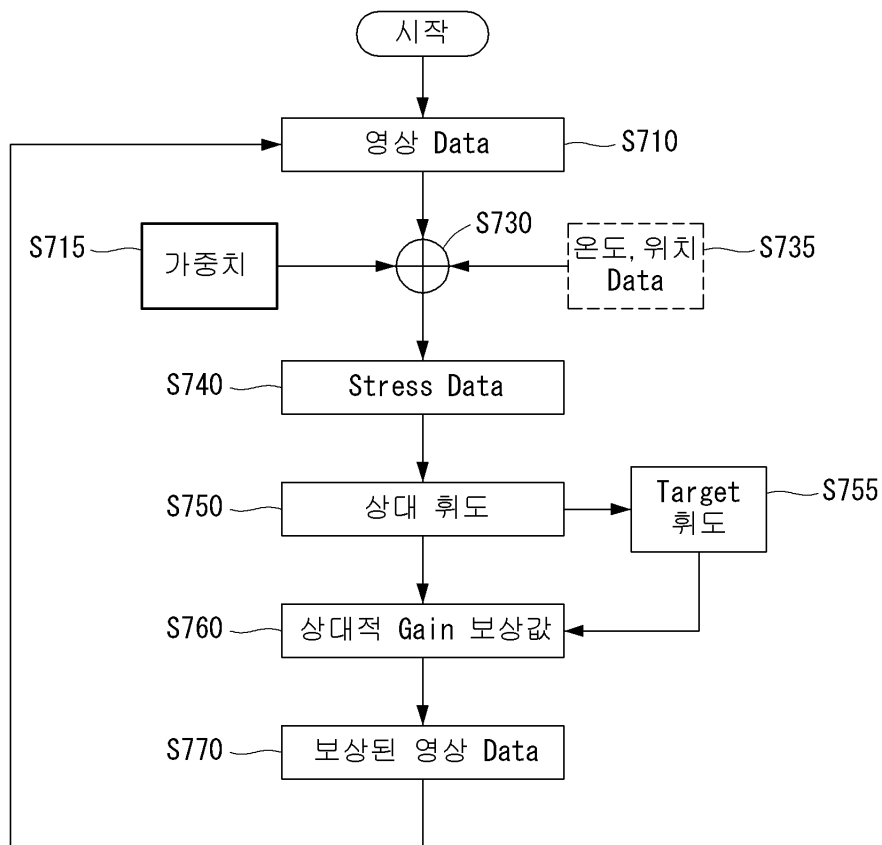 시작
영상 Data
S710
S730
S715
가중치
온도, 위치
Data
S735
S740
Stress Data
S750
상대 휘도
Target
휘도
S755
S760
상대적 Gain 보상값
S770
보상된 영상 Data